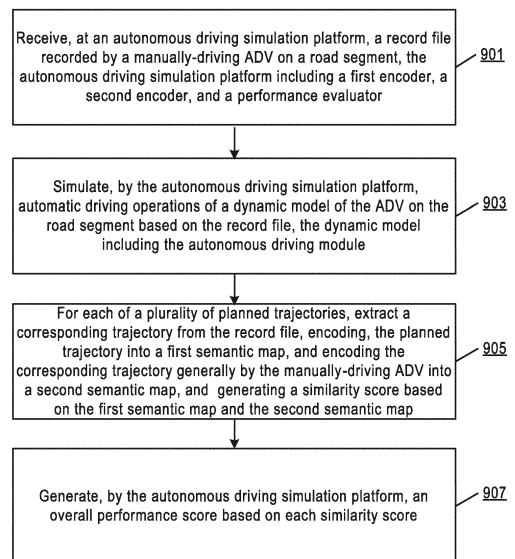 Receive, at an autonomous driving simulation platform, a record file
recorded by a manually-driving ADV on a road segment, the
autonomous driving simulation platform including a first encoder, a
second encoder, and a performance evaluator
901
Simulate, by the autonomous driving simulation platform,
automatic driving operations of a dynamic model of the ADV on the
road segment based on the record file, the dynamic model
including the autonomous driving module
903
For each of a plurality of planned trajectories, extract a
corresponding trajectory from the record file, encoding, the planned
trajectory into a first semantic map, and encoding the
corresponding trajectory generally by the manually-driving ADV into
a second semantic map, and generating a similarity score based
on the first semantic map and the second semantic map
905
Generate, by the autonomous driving simulation platform, an
overall performance score based on each similarity score
907